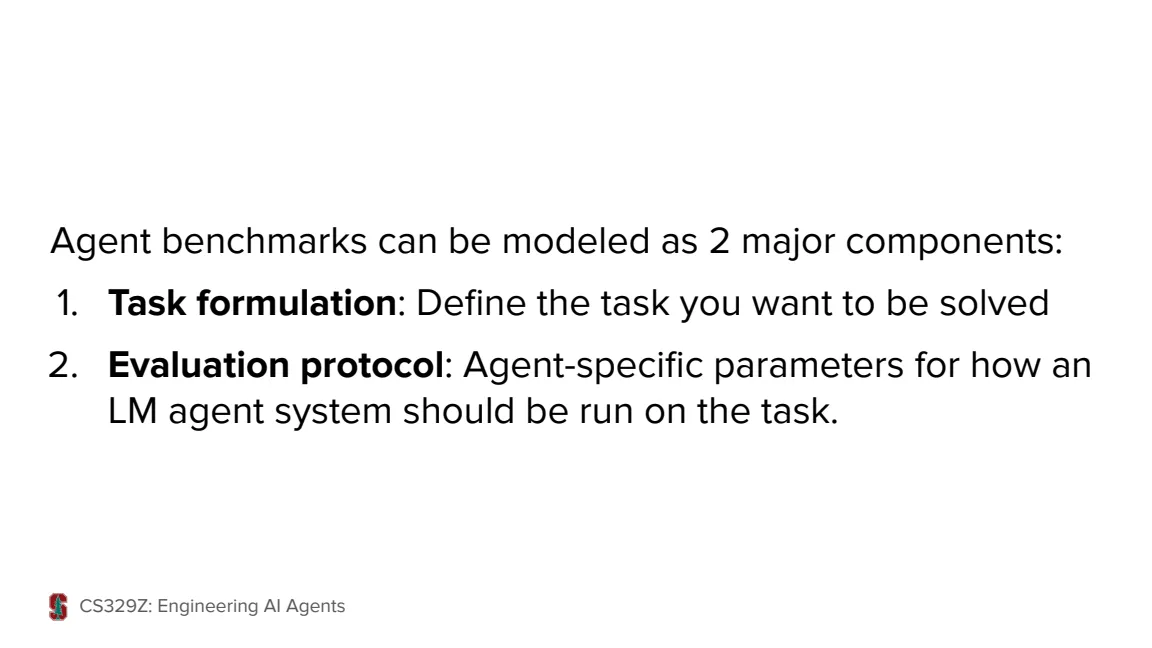 Agent benchmarks can be modeled as 2 major components:
1. Task formulation: Define the task you want to be solved
2. Evaluation protocol: Agent-specific parameters for how an
LM agent system should be run on the task.
CS329Z: Engineering AI Agents